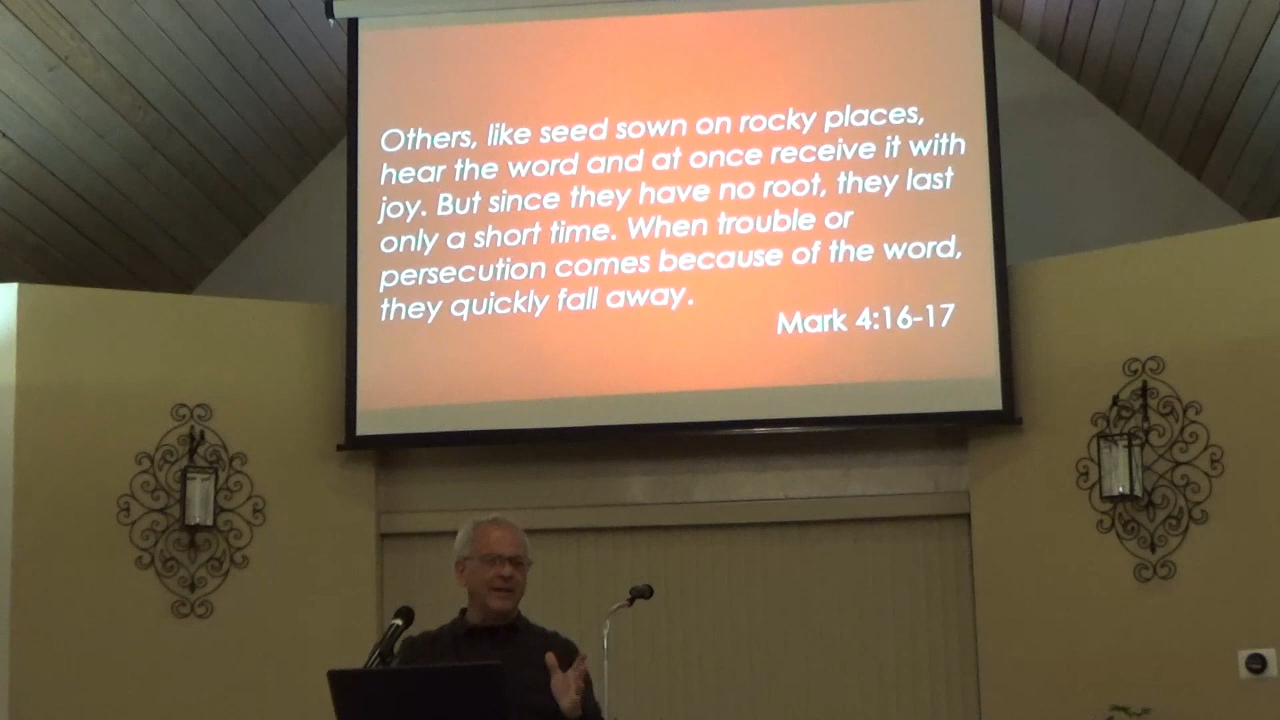 Others, like seed sown on rocky places,
hear the word and at once receive it with
joy. But since they have no root, they last
only a short time. When trouble or
persecution comes because of the word,
they quickly fall away.
Mark 4:16-17